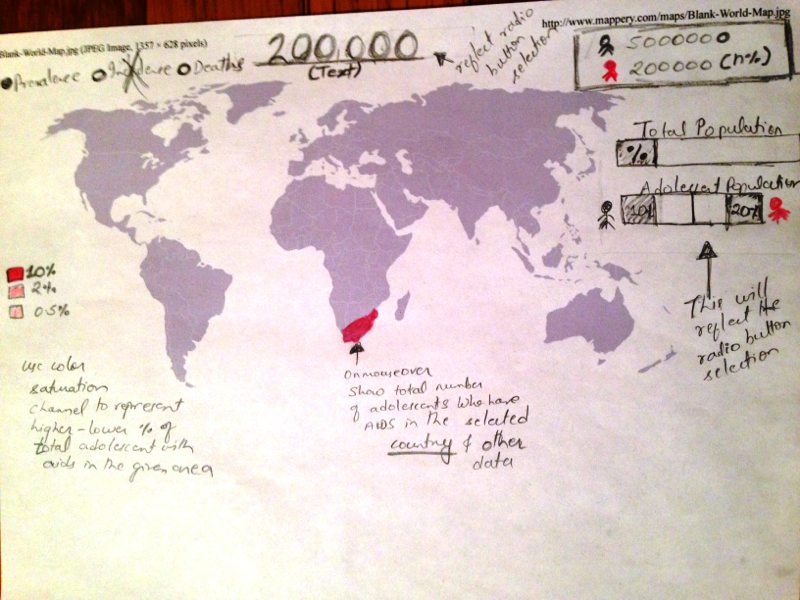 Blank-World-Map.jpg (JPEG Image, 1357 × 628 pixels)
http://www.mappery.com/maps/Blank-World-Map.jpg
Prevalence Incidence Deaths
200,000
(Text)
reflect radio
button
selection
5000000
200000 (n%)
Total Population
%
Adolescent Population
10%
20%
This will
reflect the
radio button
selection
10%
2%
0.5%
use color
saturation
channel to represent
higher-lower % of
total adolescent with
aids in the given area
onmouseover
Show total number
of adolescents who have
AIDS in the selected
country & other
data